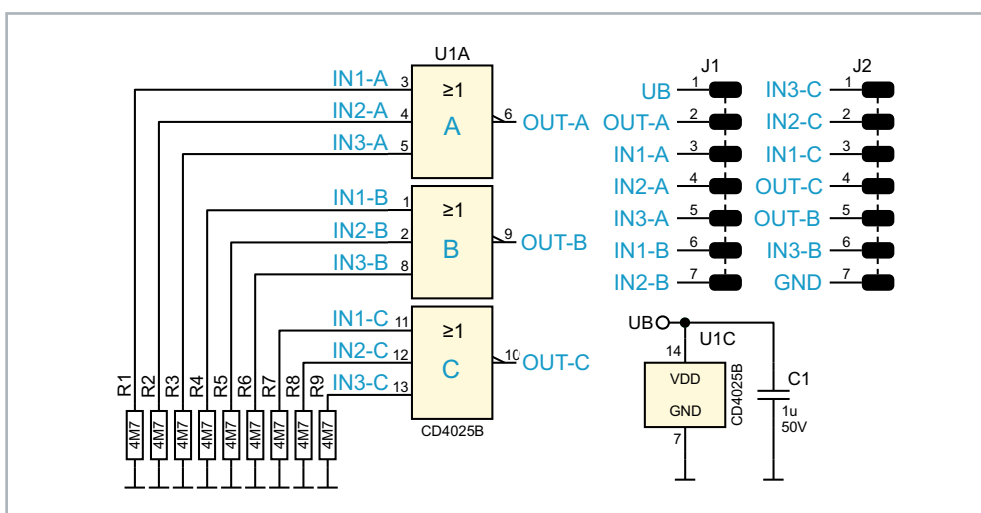 U1A
J1
J2
IN1-A 3
≥1
IN2-A 4
A
6 OUT-A
IN3-A 5
IN1-B 1
≥1
IN2-B 2
B
9 OUT-B
IN3-B 8
IN1-C 11
≥1
IN2-C 12
C
10 OUT-C
IN3-C 13
CD4025B
R1
R2
R3
R4
R5
R6
R7
R8
R9
4M7
4M7
4M7
4M7
4M7
4M7
4M7
4M7
4M7
UB 1
OUT-A 2
IN1-A 3
IN2-A 4
IN3-A 5
IN1-B 6
IN2-B 7
IN3-C 1
IN2-C 2
IN1-C 3
OUT-C 4
OUT-B 5
IN3-B 6
GND 7
UB
U1C
14
VDD
GND
7
CD4025B
C1
1u
50V